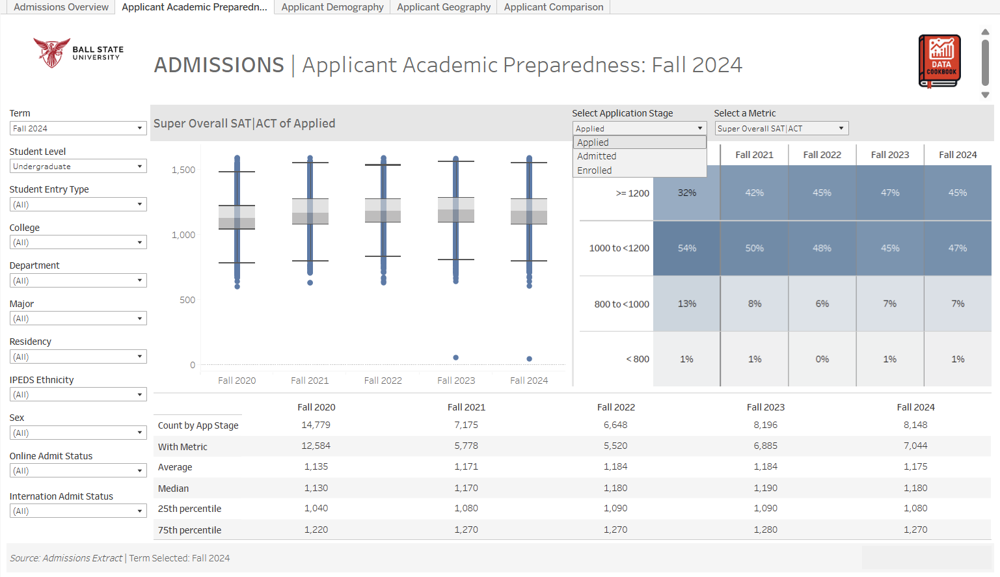 Admissions Overview
Applicant Academic Preparedn...
Applicant Demography
Applicant Geography
Applicant Comparison
BALL STATE
UNIVERSITY
ADMISSIONS | Applicant Academic Preparedness: Fall 2024
DATA
COOKBOOK
Term
Fall 2024
Student Level
Undergraduate
Student Entry Type
(All)
College
(All)
Department
(All)
Major
(All)
Residency
(All)
IPEDS Ethnicity
(All)
Sex
(All)
Online Admit Status
(All)
Internation Admit Status
(All)
Super Overall SAT|ACT of Applied
Select Application Stage
Applied
Applied
Admitted
Enrolled
Select a Metric
Super Overall SAT|ACT
1,500
1,000
500
0
Fall 2020 Fall 2021 Fall 2022 Fall 2023 Fall 2024
Fall 2021 Fall 2022 Fall 2023 Fall 2024
>= 1200 32% 42% 45% 47% 45%
1000 to <1200 54% 50% 48% 45% 47%
800 to <1000 13% 8% 6% 7% 7%
< 800 1% 1% 0% 1% 1%
Fall 2020 Fall 2021 Fall 2022 Fall 2023 Fall 2024
Count by App Stage 14,779 7,175 6,648 8,196 8,148
With Metric 12,584 5,778 5,520 6,885 7,044
Average 1,135 1,171 1,184 1,184 1,175
Median 1,130 1,170 1,180 1,190 1,180
25th percentile 1,040 1,080 1,090 1,090 1,080
75th percentile 1,220 1,270 1,270 1,280 1,270
Source: Admissions Extract | Term Selected: Fall 2024